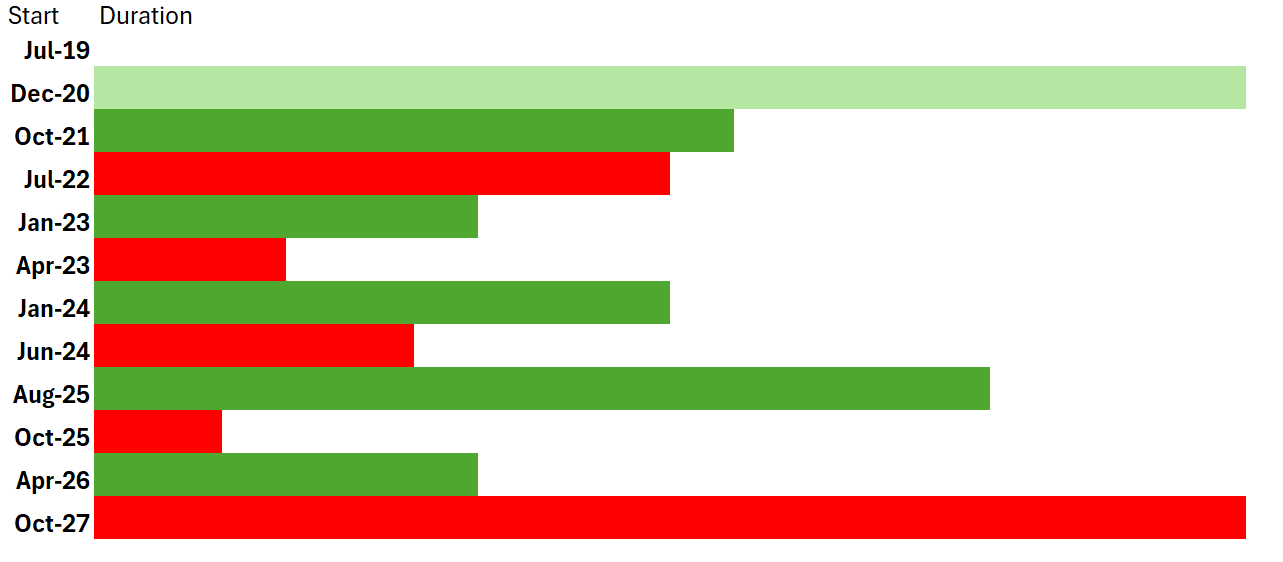 Start Duration
Jul-19
Dec-20
Oct-21
Jul-22
Jan-23
Apr-23
Jan-24
Jun-24
Aug-25
Oct-25
Apr-26
Oct-27